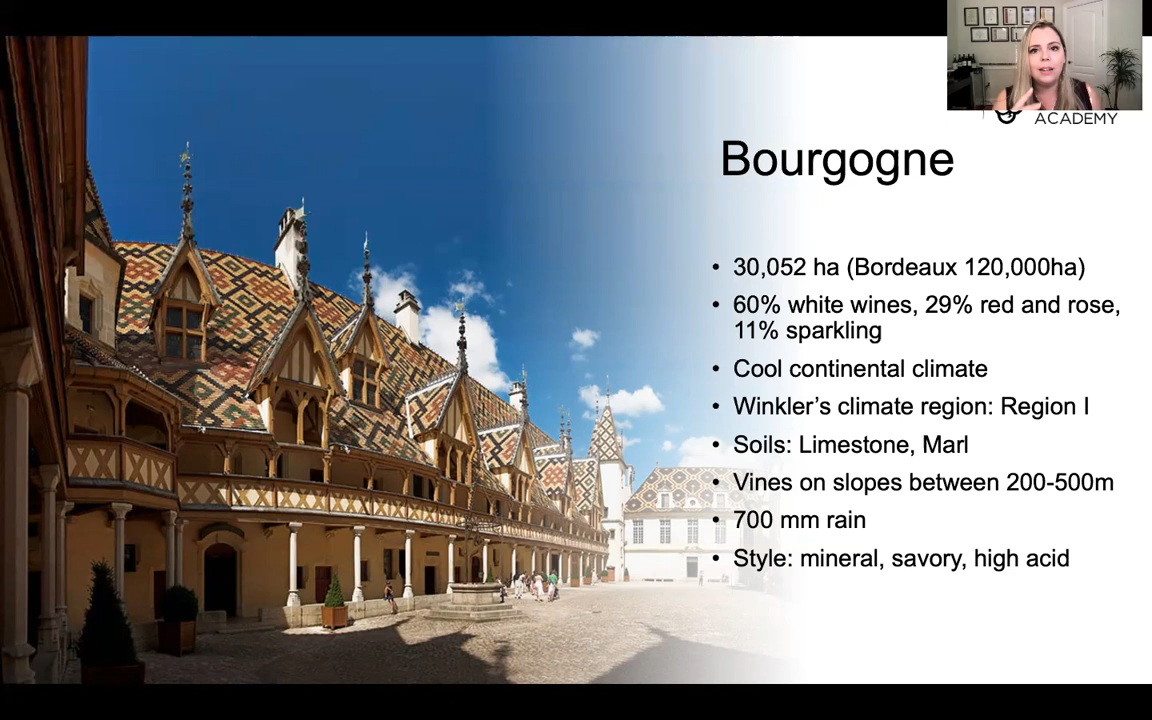 ACADEMY
Bourgogne
• 30,052 ha (Bordeaux 120,000ha)
• 60% white wines, 29% red and rose,
11% sparkling
• Cool continental climate
• Winkler’s climate region: Region I
• Soils: Limestone, Marl
• Vines on slopes between 200-500m
• 700 mm rain
• Style: mineral, savory, high acid